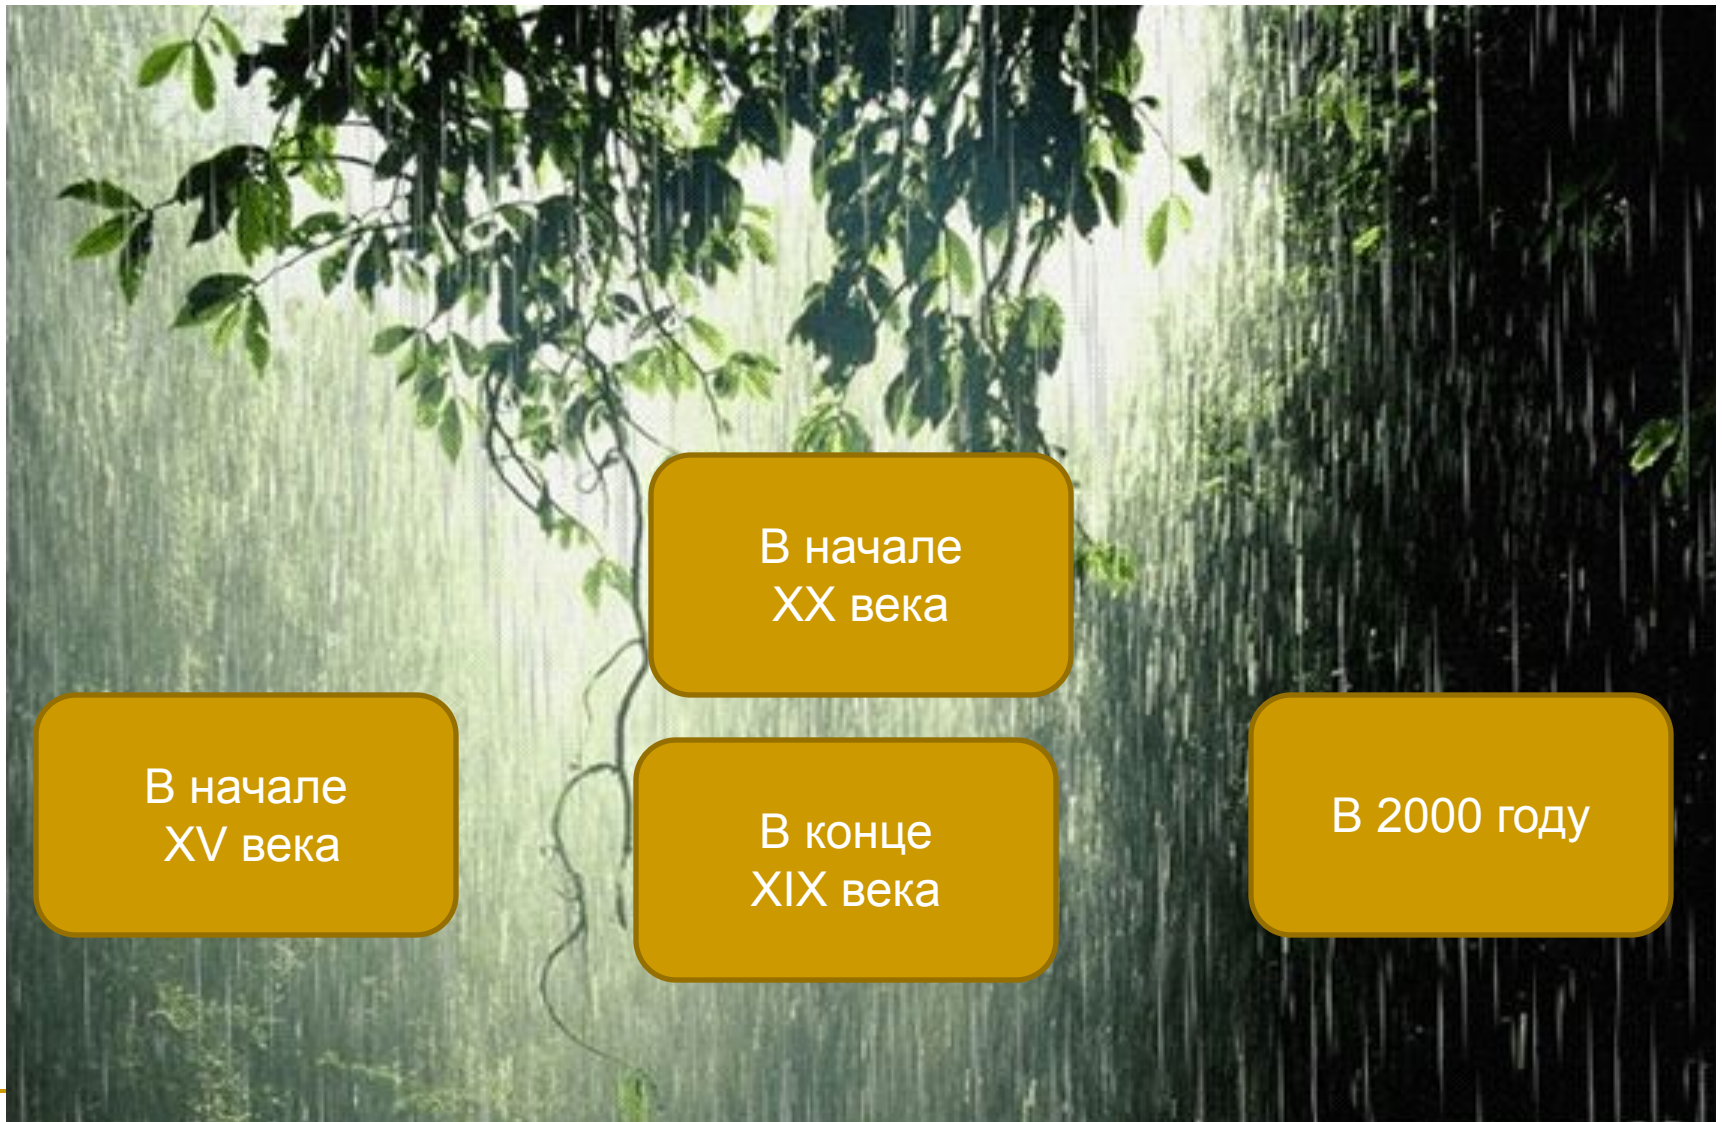 В начале
XX века
В начале
XV века
В конце
XIX века
В 2000 году